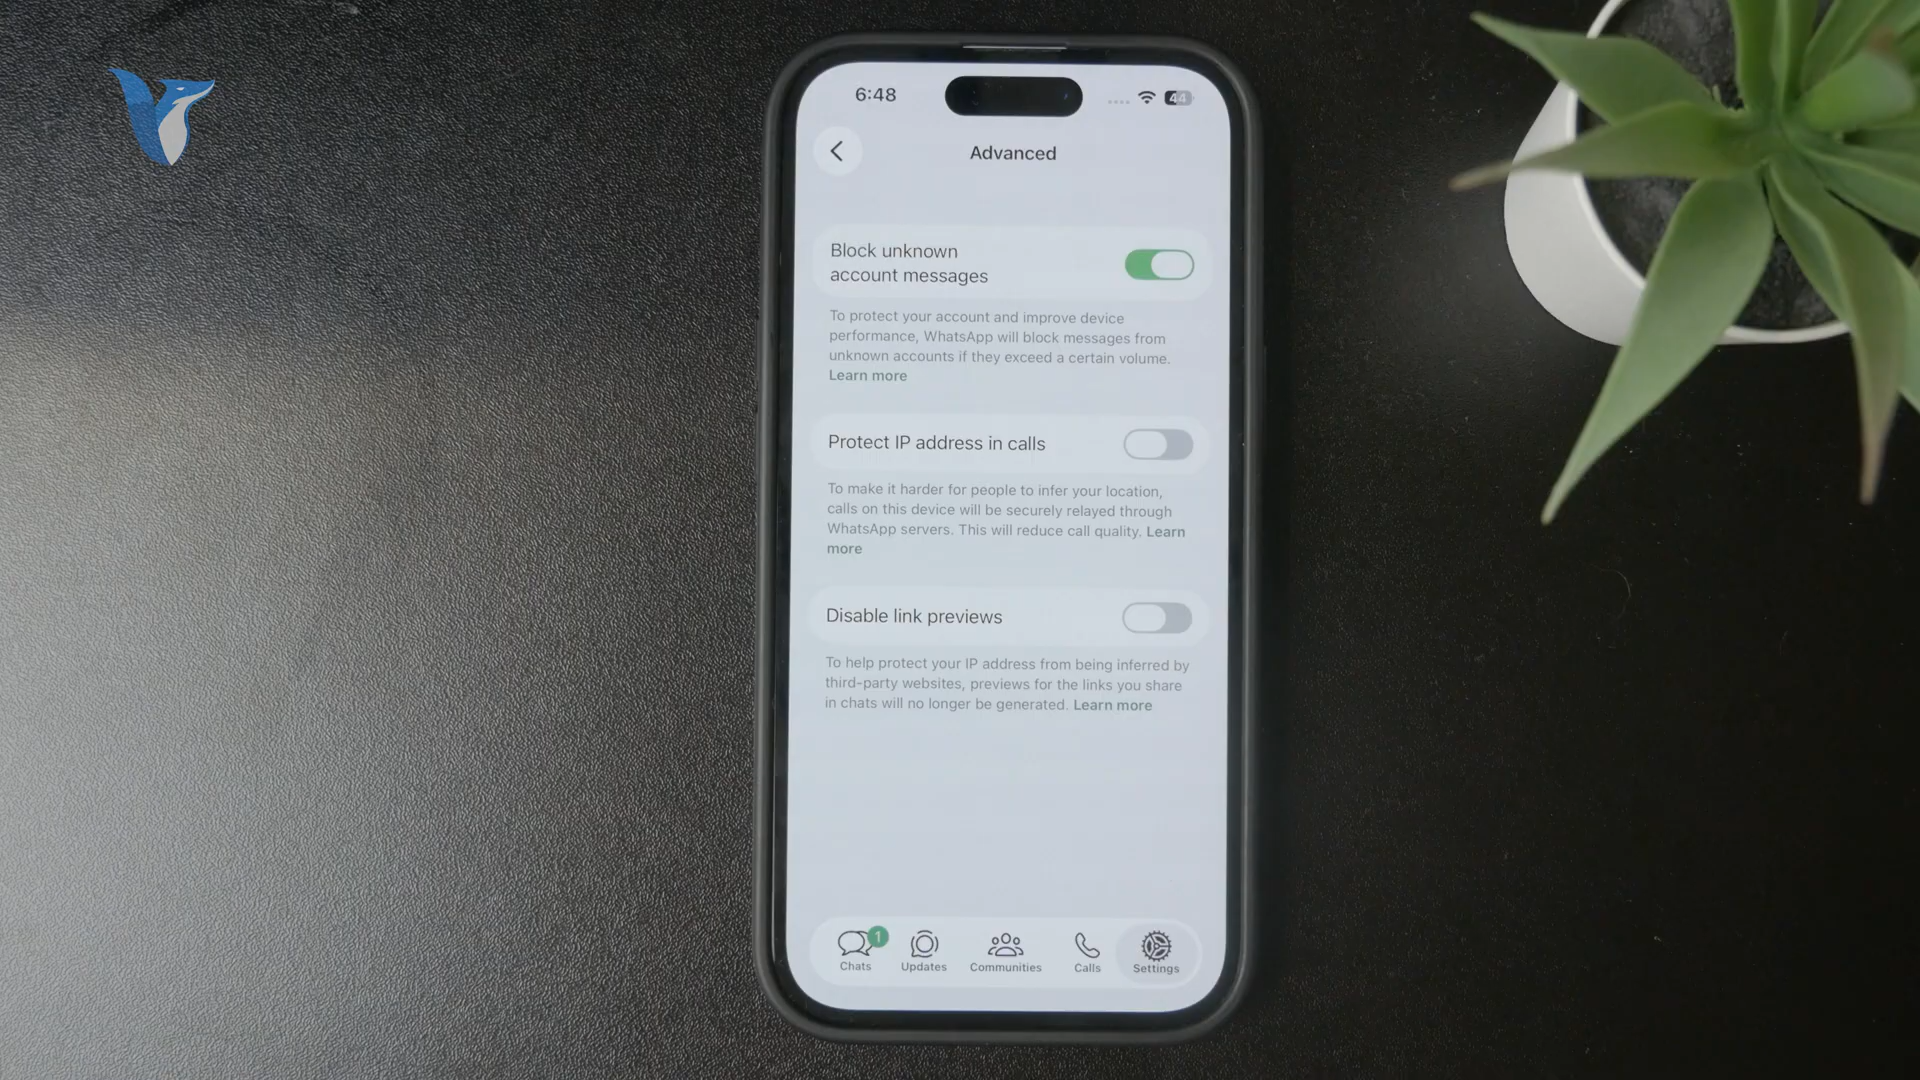 6:48
44
Advanced
Block unknown
account messages
To protect your account and improve device
performance, WhatsApp will block messages from
unknown accounts if they exceed a certain volume.
Learn more
Protect IP address in calls
To make it harder for people to infer your location,
calls on this device will be securely relayed through
WhatsApp servers. This will reduce call quality. Learn
more
Disable link previews
To help protect your IP address from being inferred by
third-party websites, previews for the links you share
in chats will no longer be generated. Learn more
1
Chats
Updates
Communities
Calls
Settings